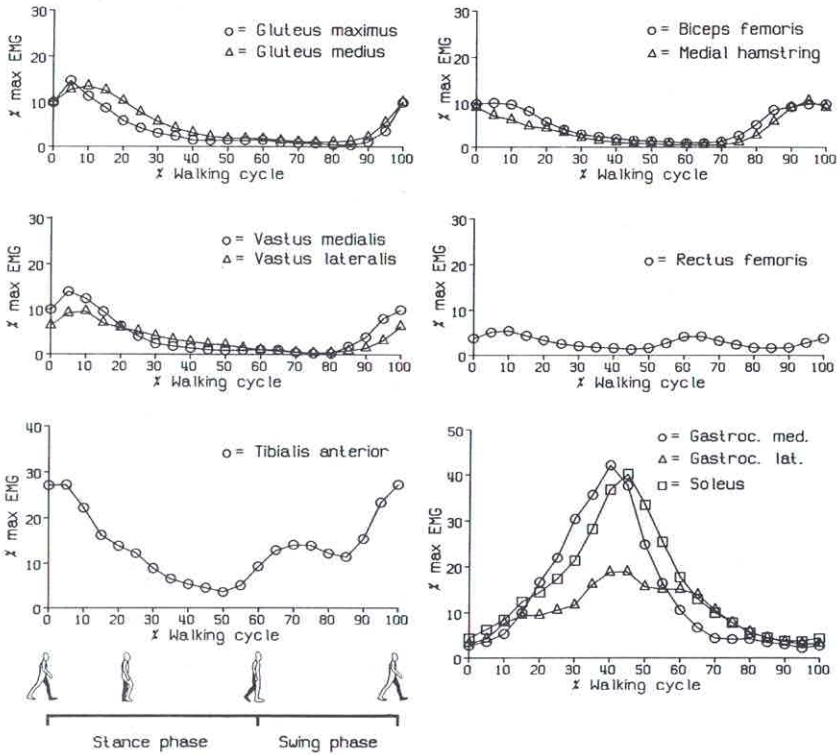 30
20
10
0
% max EMG
○ = Gluteus maximus
△ = Gluteus medius
0 10 20 30 40 50 60 70 80 90 100
% Walking cycle
30
20
10
0
% max EMG
○ = Biceps femoris
△ = Medial hamstring
0 10 20 30 40 50 60 70 80 90 100
% Walking cycle
30
20
10
0
% max EMG
○ = Vastus medialis
△ = Vastus lateralis
0 10 20 30 40 50 60 70 80 90 100
% Walking cycle
30
20
10
0
% max EMG
○ = Rectus femoris
0 10 20 30 40 50 60 70 80 90 100
% Walking cycle
40
30
20
10
0
% max EMG
○ = Tibialis anterior
0 10 20 30 40 50 60 70 80 90 100
% Walking cycle
50
40
30
20
10
0
% max EMG
○ = Gastroc. med.
△ = Gastroc. lat.
□ = Soleus
0 10 20 30 40 50 60 70 80 90 100
% Walking cycle
Stance phase Swing phase